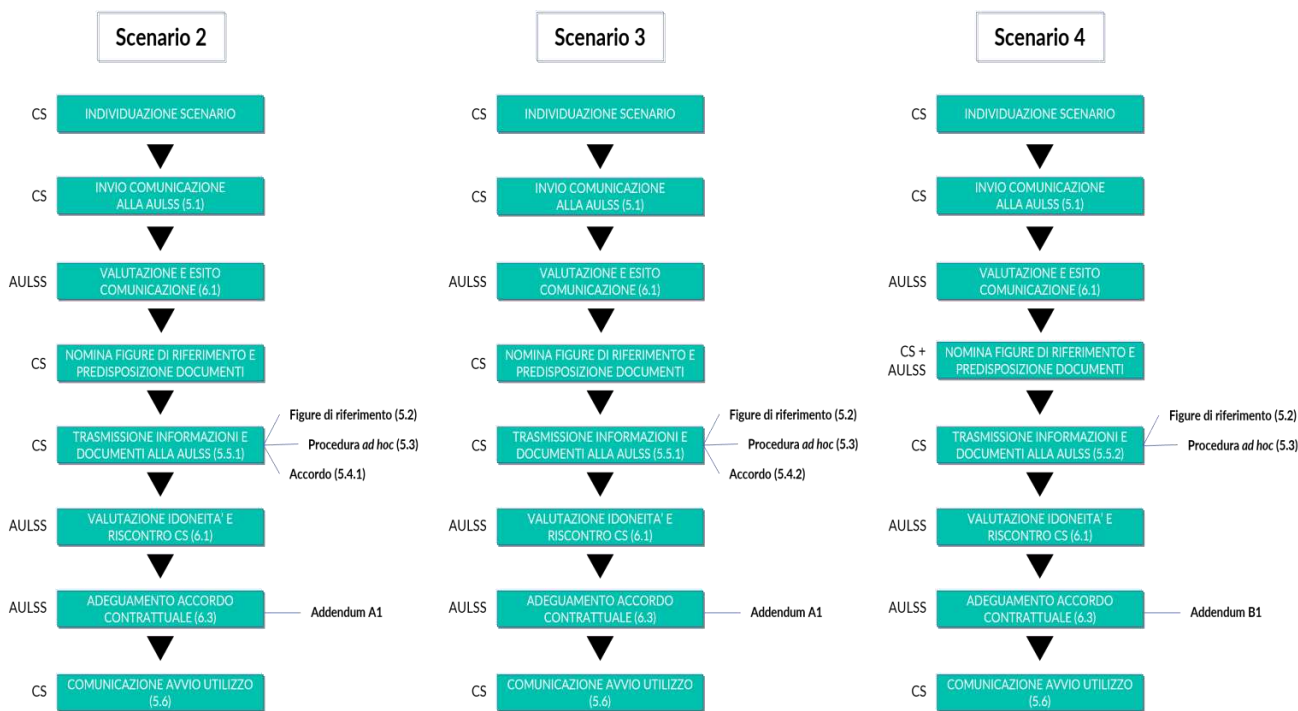 Scenario 2
CS
INDIVIDUAZIONE SCENARIO
CS
INVIO COMUNICAZIONE
ALLA AULSS (5.1)
AULSS
VALUTAZIONE E ESITO
COMUNICAZIONE (6.1)
CS
NOMINA FIGURE DI RIFERIMENTO E
PREDISPOSIZIONE DOCUMENTI
CS
TRASMISSIONE INFORMAZIONI E
DOCUMENTI ALLA AULSS (5.5.1)
Figure di riferimento (5.2)
Procedura ad hoc (5.3)
Accordo (5.4.1)
AULSS
VALUTAZIONE IDONEITA' E
RISCONTRO CS (6.1)
AULSS
ADEGUAMENTO ACCORDO
CONTRATTUALE (6.3)
Addendum A1
CS
COMUNICAZIONE AVVIO UTILIZZO
(5.6)
Scenario 3
CS
INDIVIDUAZIONE SCENARIO
CS
INVIO COMUNICAZIONE
ALLA AULSS (5.1)
AULSS
VALUTAZIONE E ESITO
COMUNICAZIONE (6.1)
CS
NOMINA FIGURE DI RIFERIMENTO E
PREDISPOSIZIONE DOCUMENTI
CS
TRASMISSIONE INFORMAZIONI E
DOCUMENTI ALLA AULSS (5.5.1)
Figure di riferimento (5.2)
Procedura ad hoc (5.3)
Accordo (5.4.2)
AULSS
VALUTAZIONE IDONEITA' E
RISCONTRO CS (6.1)
AULSS
ADEGUAMENTO ACCORDO
CONTRATTUALE (6.3)
Addendum A1
CS
COMUNICAZIONE AVVIO UTILIZZO
(5.6)
Scenario 4
CS
INDIVIDUAZIONE SCENARIO
CS
INVIO COMUNICAZIONE
ALLA AULSS (5.1)
AULSS
VALUTAZIONE E ESITO
COMUNICAZIONE (6.1)
CS +
AULSS
NOMINA FIGURE DI RIFERIMENTO E
PREDISPOSIZIONE DOCUMENTI
CS
TRASMISSIONE INFORMAZIONI E
DOCUMENTI ALLA AULSS (5.5.2)
Figure di riferimento (5.2)
Procedura ad hoc (5.3)
AULSS
VALUTAZIONE IDONEITA' E
RISCONTRO CS (6.1)
AULSS
ADEGUAMENTO ACCORDO
CONTRATTUALE (6.3)
Addendum B1
CS
COMUNICAZIONE AVVIO UTILIZZO
(5.6)